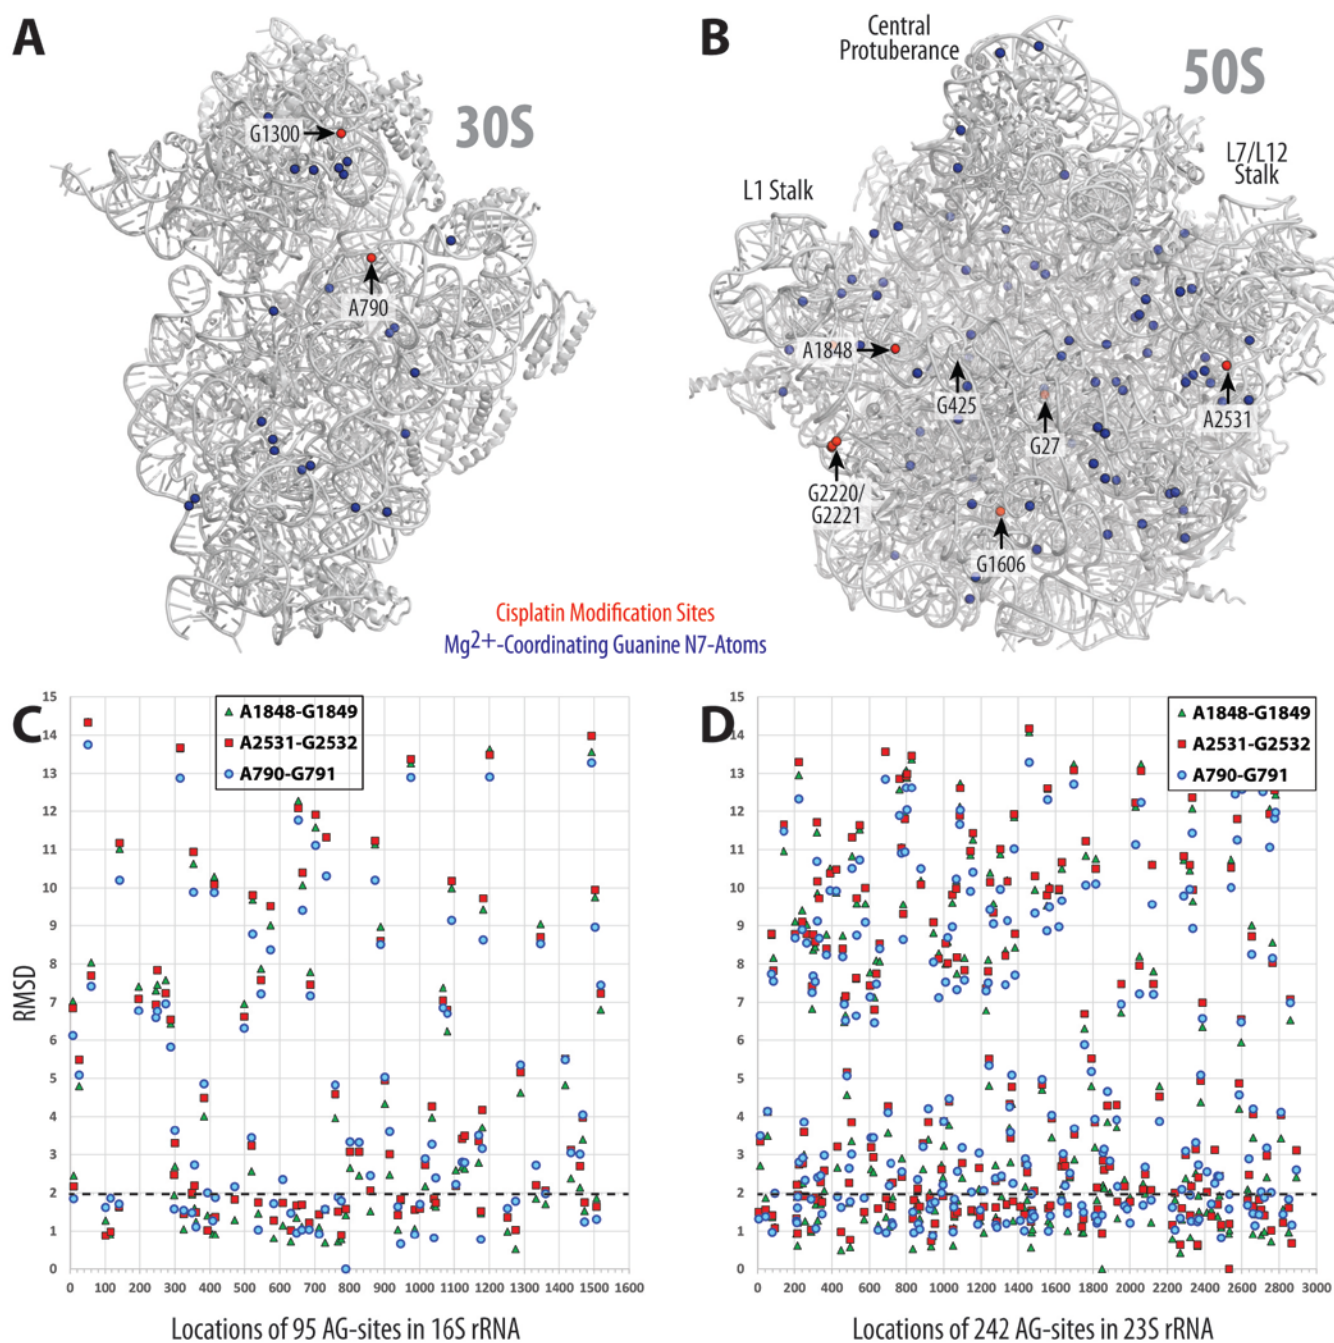 A
30S
G1300
A790
B
Central
Protuberance
50S
L7/L12
Stalk
L1 Stalk
A1848
G425
G27
A2531
G2220/
G2221
G1606
Cisplatin Modification Sites
Mg2+-Coordinating Guanine N7-Atoms
C
A1848-G1849
A2531-G2532
A790-G791
15
14
13
12
11
10
9
8
7
6
5
4
3
2
1
0
RMSD
0 100 200 300 400 500 600 700 800 900 1000 1100 1200 1300 1400 1500 1600
Locations of 95 AG-sites in 16S rRNA
D
A1848-G1849
A2531-G2532
A790-G791
15
14
13
12
11
10
9
8
7
6
5
4
3
2
1
0
0 200 400 600 800 1000 1200 1400 1600 1800 2000 2200 2400 2600 2800 3000
Locations of 242 AG-sites in 23S rRNA